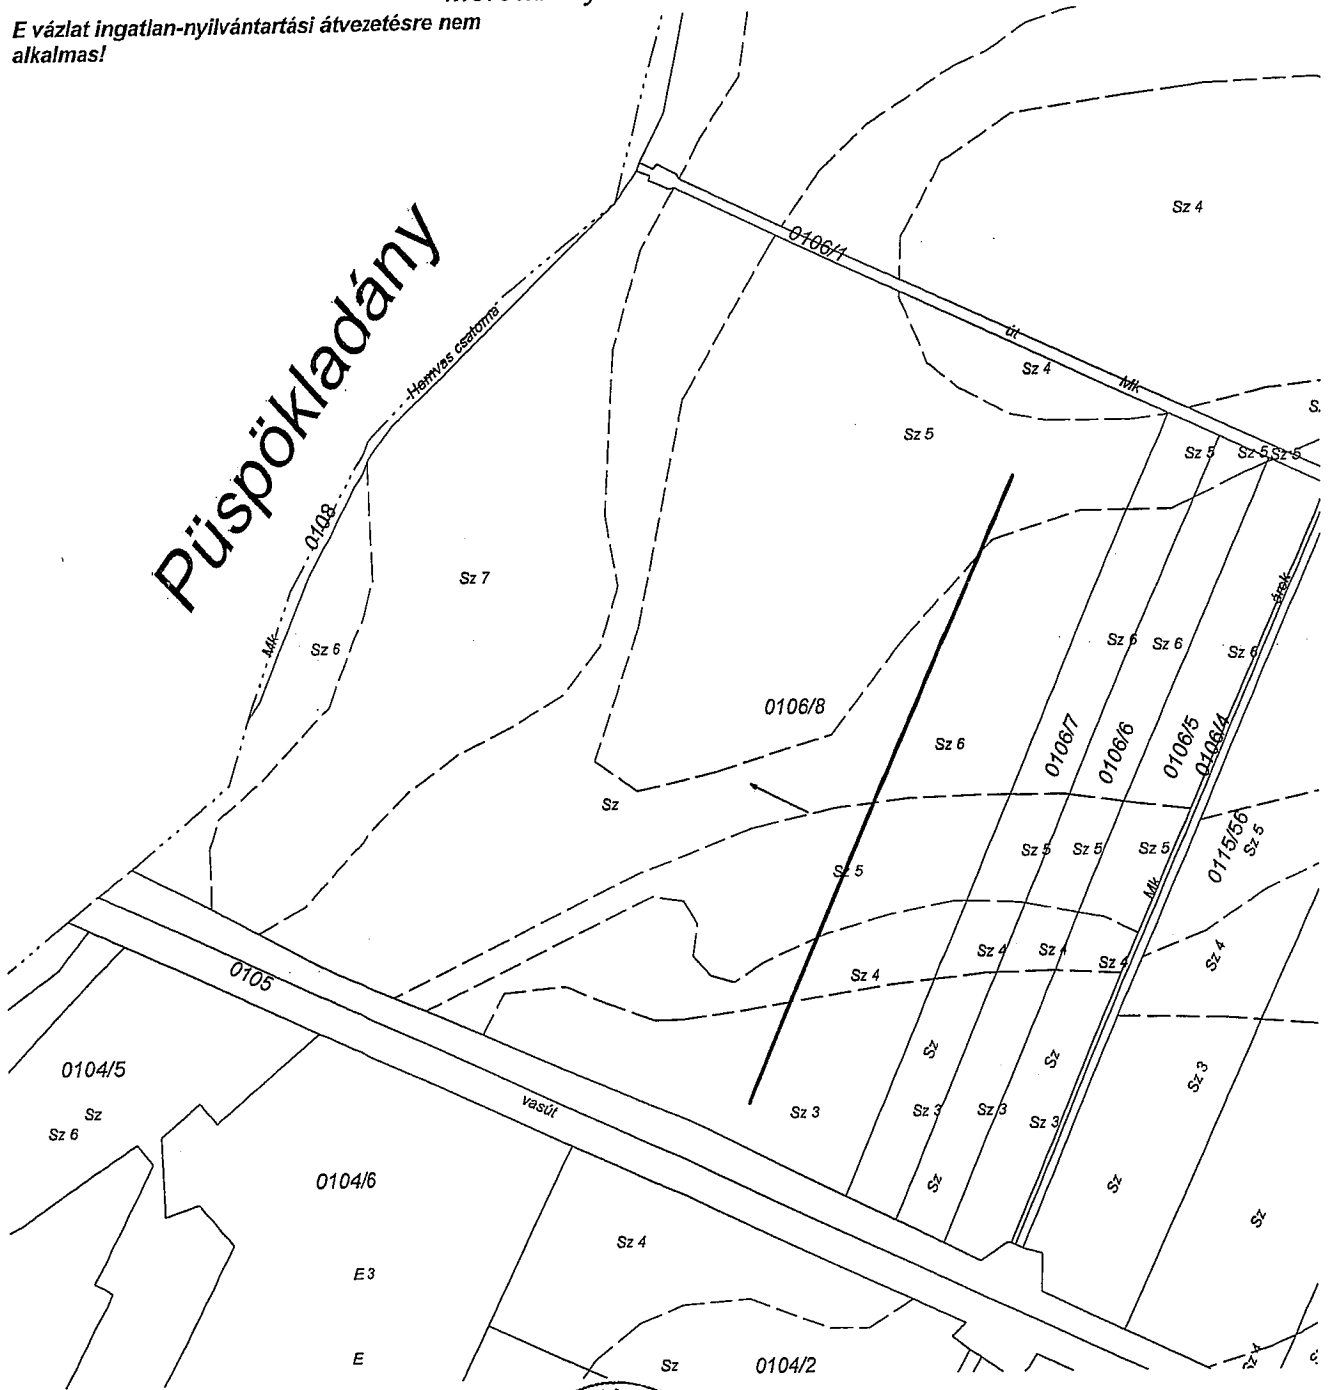 E vázlat ingatlan-nyilvántartási átvezetésre nem
alkalmas!
Püspökladány
Sz 4
0106/1
út
Sz 4
Mk
Hamvas csatorna
Sz 5
Sz 5
Sz 5
Sz 5
0108
Sz 7
árok
Mk
Sz 6
Sz 6
Sz 6
Sz 6
0106/8
0106/7
0106/6
0106/5
0106/4
Sz 6
Sz
Sz 5
Sz 5
Sz 5
Sz 5
0115/56
Sz 5
Mk
Sz 4
Sz 4
Sz 4
Sz 4
Sz 4
0105
Sz
Sz
0104/5
Sz 3
Sz
Sz 6
vasút
Sz 3
Sz 3
Sz 3
Sz 3
0104/6
Sz
Sz
Sz
Sz 4
E 3
E
Sz
0104/2